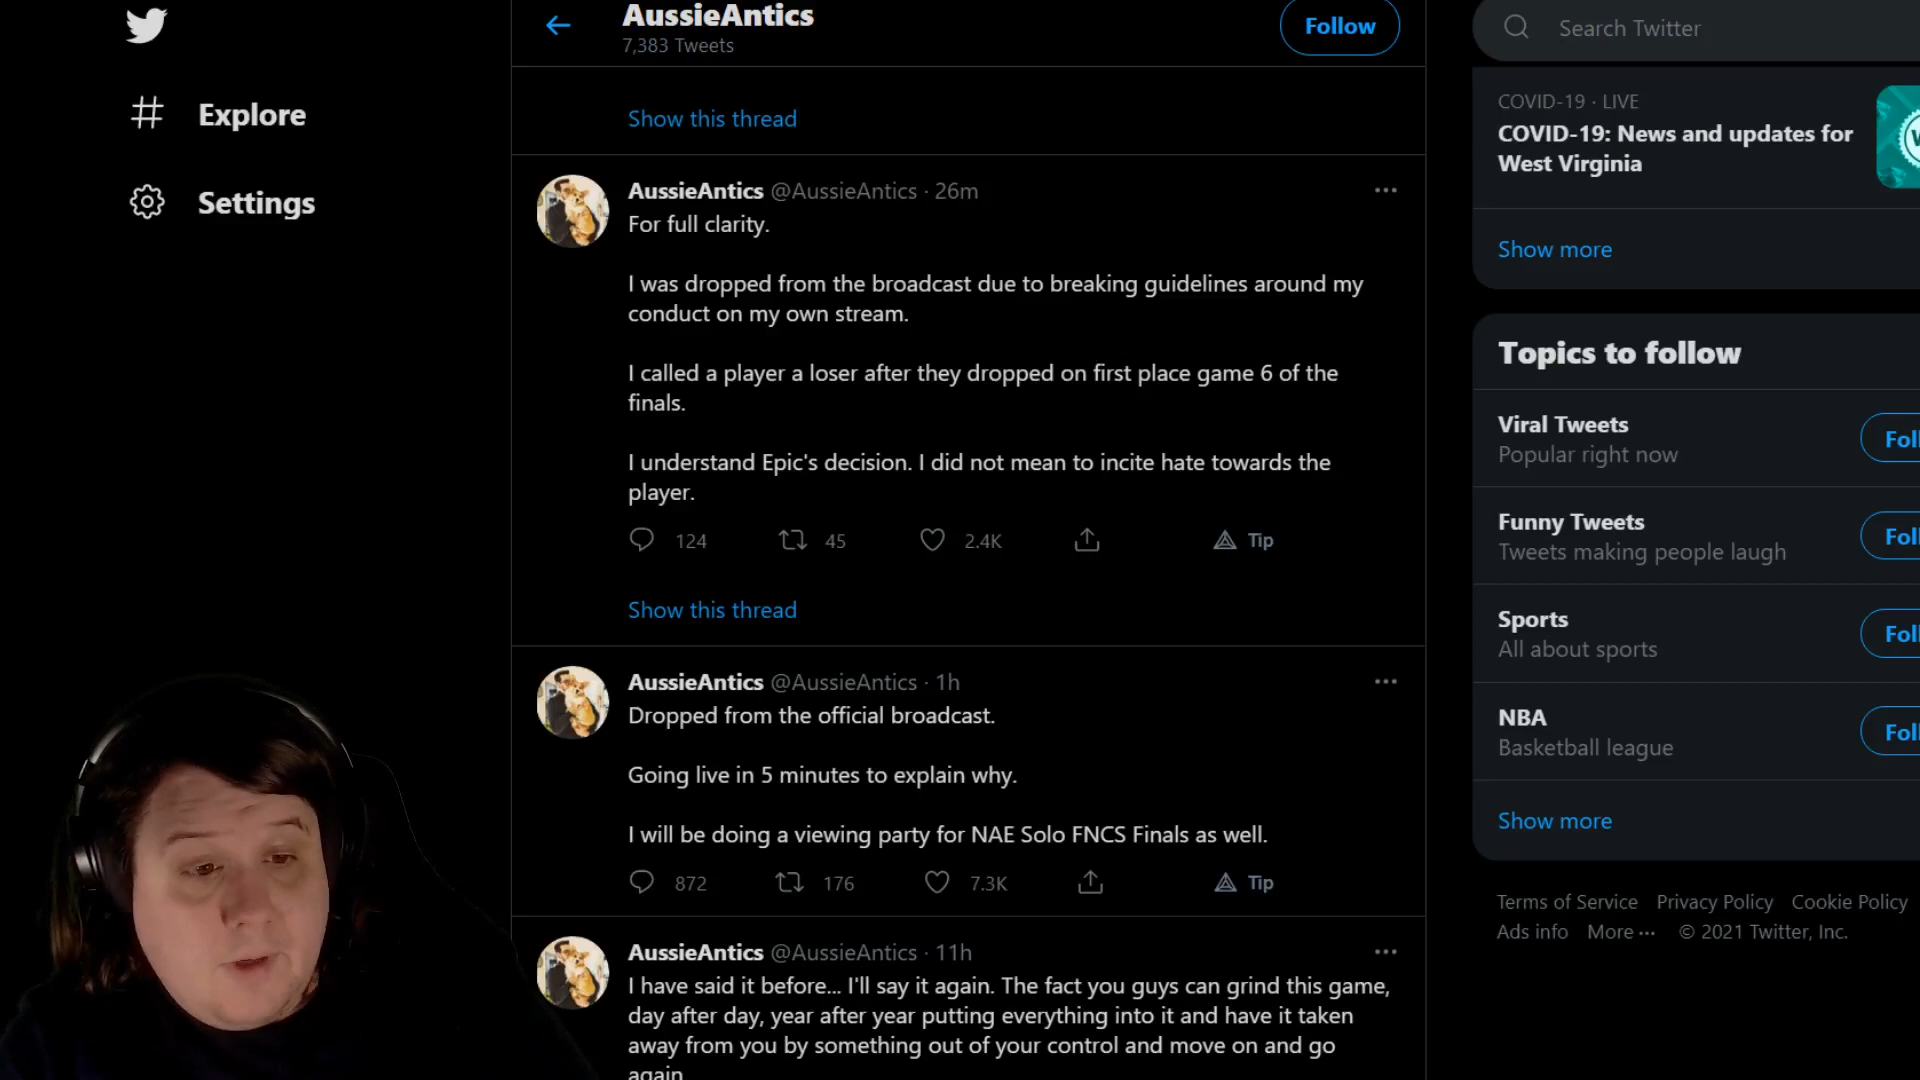 AussieAntics
7,383 Tweets
Follow
Search Twitter
Explore
Settings
Show this thread
AussieAntics @AussieAntics · 26m
For full clarity.
I was dropped from the broadcast due to breaking guidelines around my
conduct on my own stream.
I called a player a loser after they dropped on first place game 6 of the
finals.
I understand Epic's decision. I did not mean to incite hate towards the
player.
124 45 2.4K Tip
Show this thread
AussieAntics @AussieAntics · 1h
Dropped from the official broadcast.
Going live in 5 minutes to explain why.
I will be doing a viewing party for NAE Solo FNCS Finals as well.
872 176 7.3K Tip
AussieAntics @AussieAntics · 11h
I have said it before... I'll say it again. The fact you guys can grind this game,
day after day, year after year putting everything into it and have it taken
away from you by something out of your control and move on and go
again
COVID-19 · LIVE
COVID-19: News and updates for
West Virginia
Show more
Topics to follow
Viral Tweets
Popular right now
Foll
Funny Tweets
Tweets making people laugh
Foll
Sports
All about sports
Foll
NBA
Basketball league
Foll
Show more
Terms of Service Privacy Policy Cookie Policy
Ads info More ··· © 2021 Twitter, Inc.